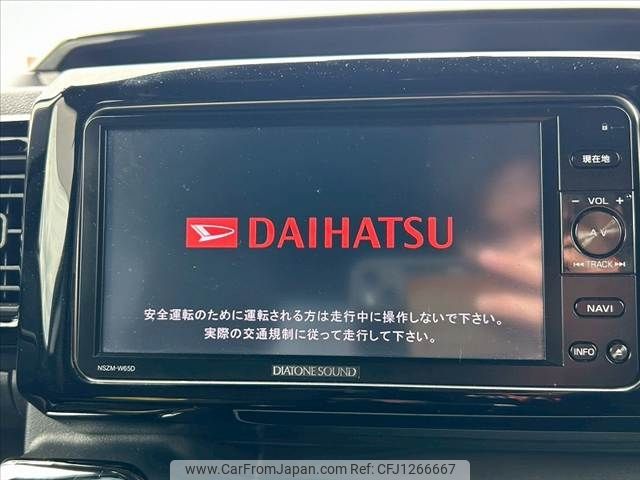 現在地
− VOL +
AV
TRACK
DAIHATSU
安全運転のために運転される方は走行中に操作しないで下さい。
実際の交通規制に従って走行して下さい。
NAVI
INFO
NSZM-W65D
DIATONE SOUND
www.CarFromJapan.com CFJ1266667